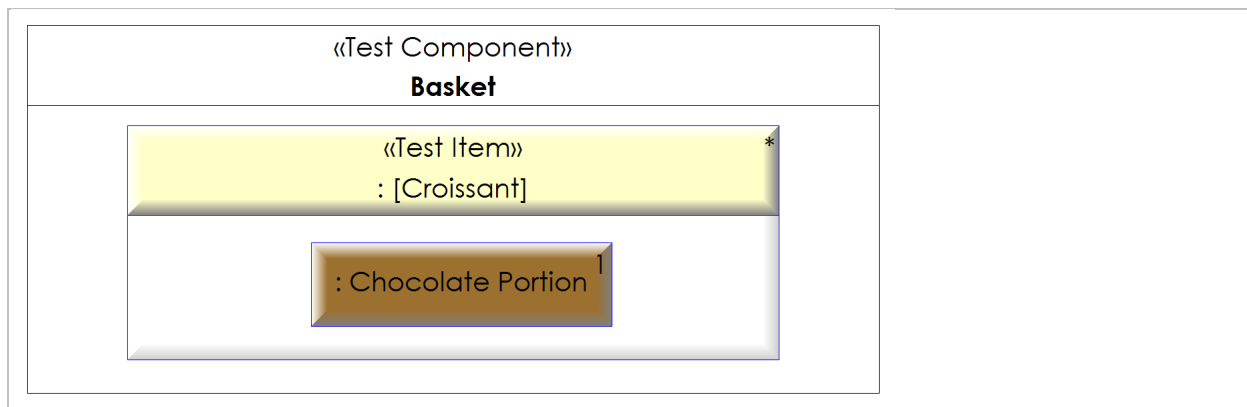 «Test Component»
Basket
«Test Item»
*
: [Croissant]
1
: Chocolate Portion